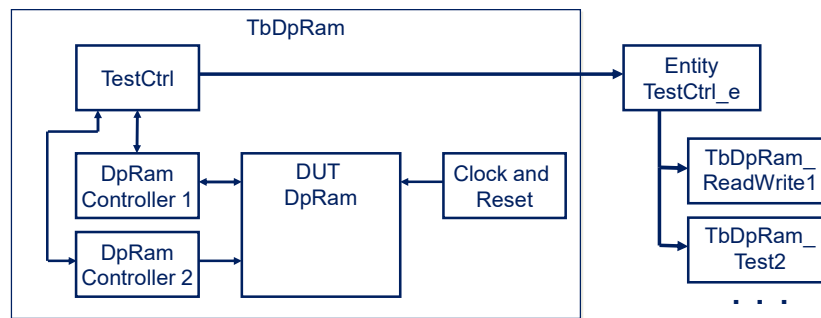 TbDpRam
TestCtrl
Entity
TestCtrl_e
DpRam
Controller 1
DUT
DpRam
Clock and
Reset
TbDpRam_
ReadWrite1
DpRam
Controller 2
TbDpRam_
Test2
. . .